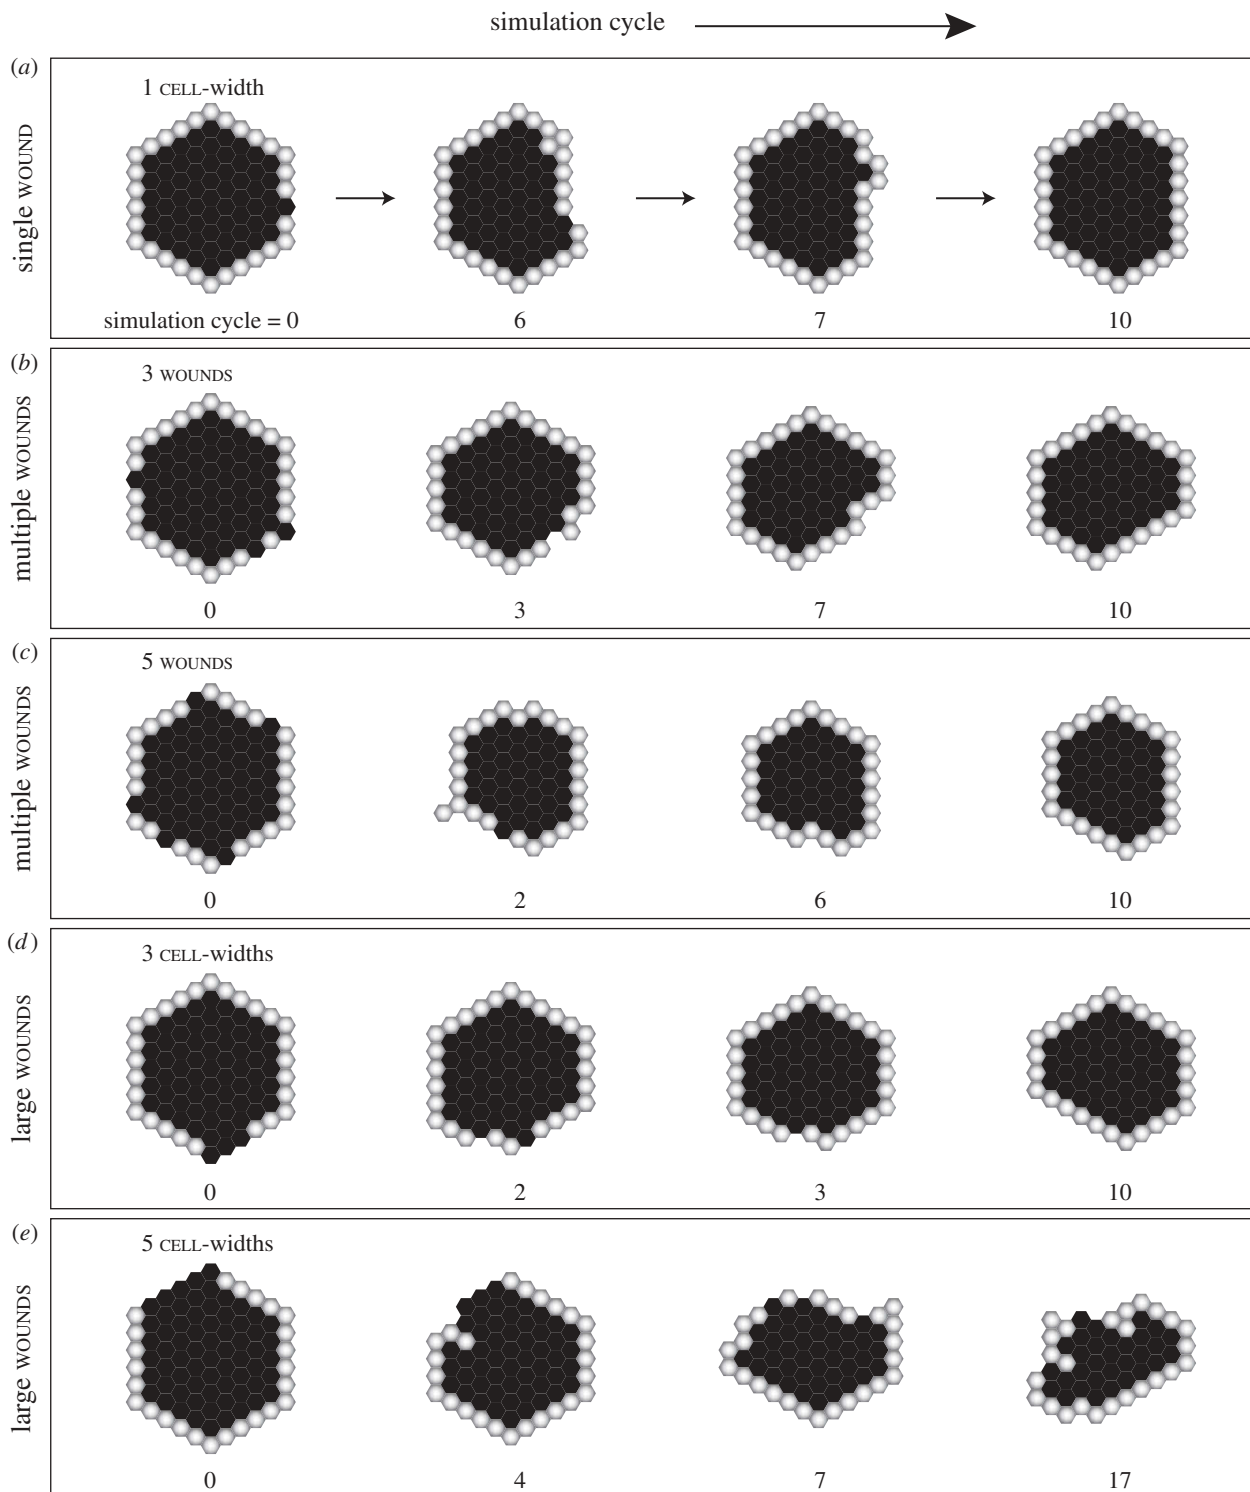 simulation cycle
(a)
single WOUND
1 CELL-width
simulation cycle = 0 6 7 10
(b)
multiple WOUNDS
3 WOUNDS
0 3 7 10
(c)
multiple WOUNDS
5 WOUNDS
0 2 6 10
(d)
large WOUNDS
3 CELL-widths
0 2 3 10
(e)
large WOUNDS
5 CELL-widths
0 4 7 17